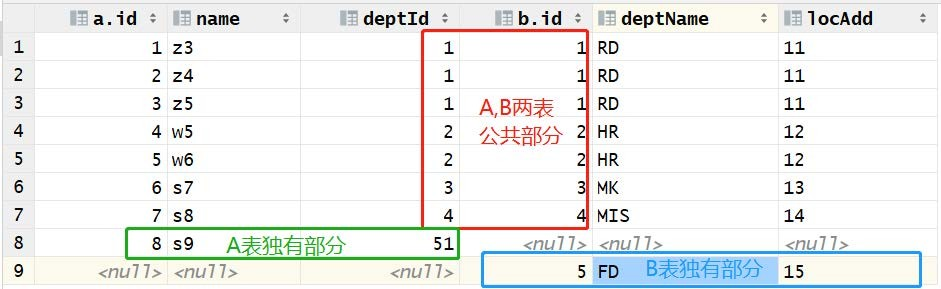 a.id name deptId b.id deptName locAdd
1 1 z3 1 1 RD 11
2 2 z4 1 1 RD 11
3 3 z5 1 1 RD 11
A,B两表
4 4 w5 2 2 HR 12
公共部分
5 5 w6 2 2 HR 12
6 6 s7 3 3 MK 13
7 7 s8 4 4 MIS 14
8 8 s9 A表独有部分 51 <null> <null> <null>
9 <null> <null> <null> 5 FD B表独有部分 15